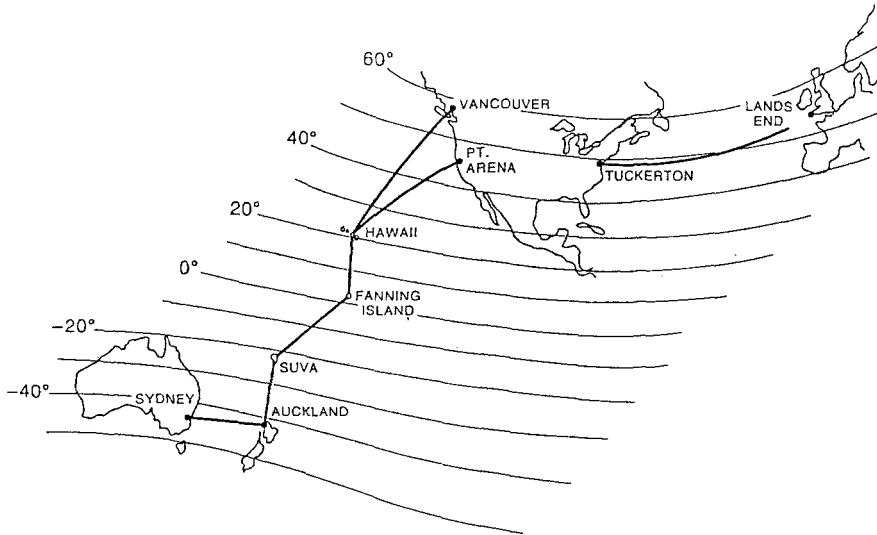 60°
VANCOUVER
LANDS
END
40°
PT.
ARENA
TUCKERTON
20°
HAWAII
0°
FANNING
ISLAND
-20°
SUVA
-40°
SYDNEY
AUCKLAND